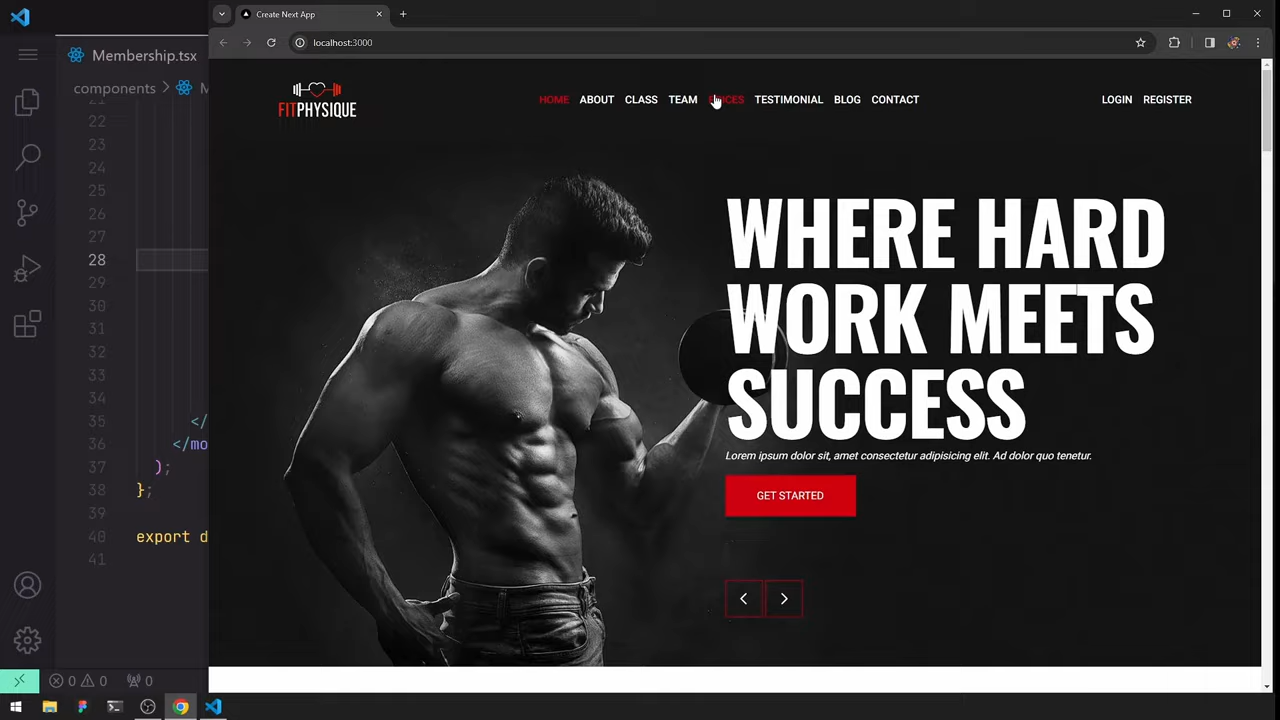 Create Next App
Membership.tsx
localhost:3000
components
FITPHYSIQUE
HOME ABOUT CLASS TEAM PRICES TESTIMONIAL BLOG CONTACT
LOGIN REGISTER
WHERE HARD
WORK MEETS
SUCCESS
Lorem ipsum dolor sit, amet consectetur adipisicing elit. Ad dolor quo tenetur.
GET STARTED
22
23
24
25
26
27
28
29
30
31
32
33
34
35 </
36 </mo
37 );
38 };
39
40 export d
41
0 0 0